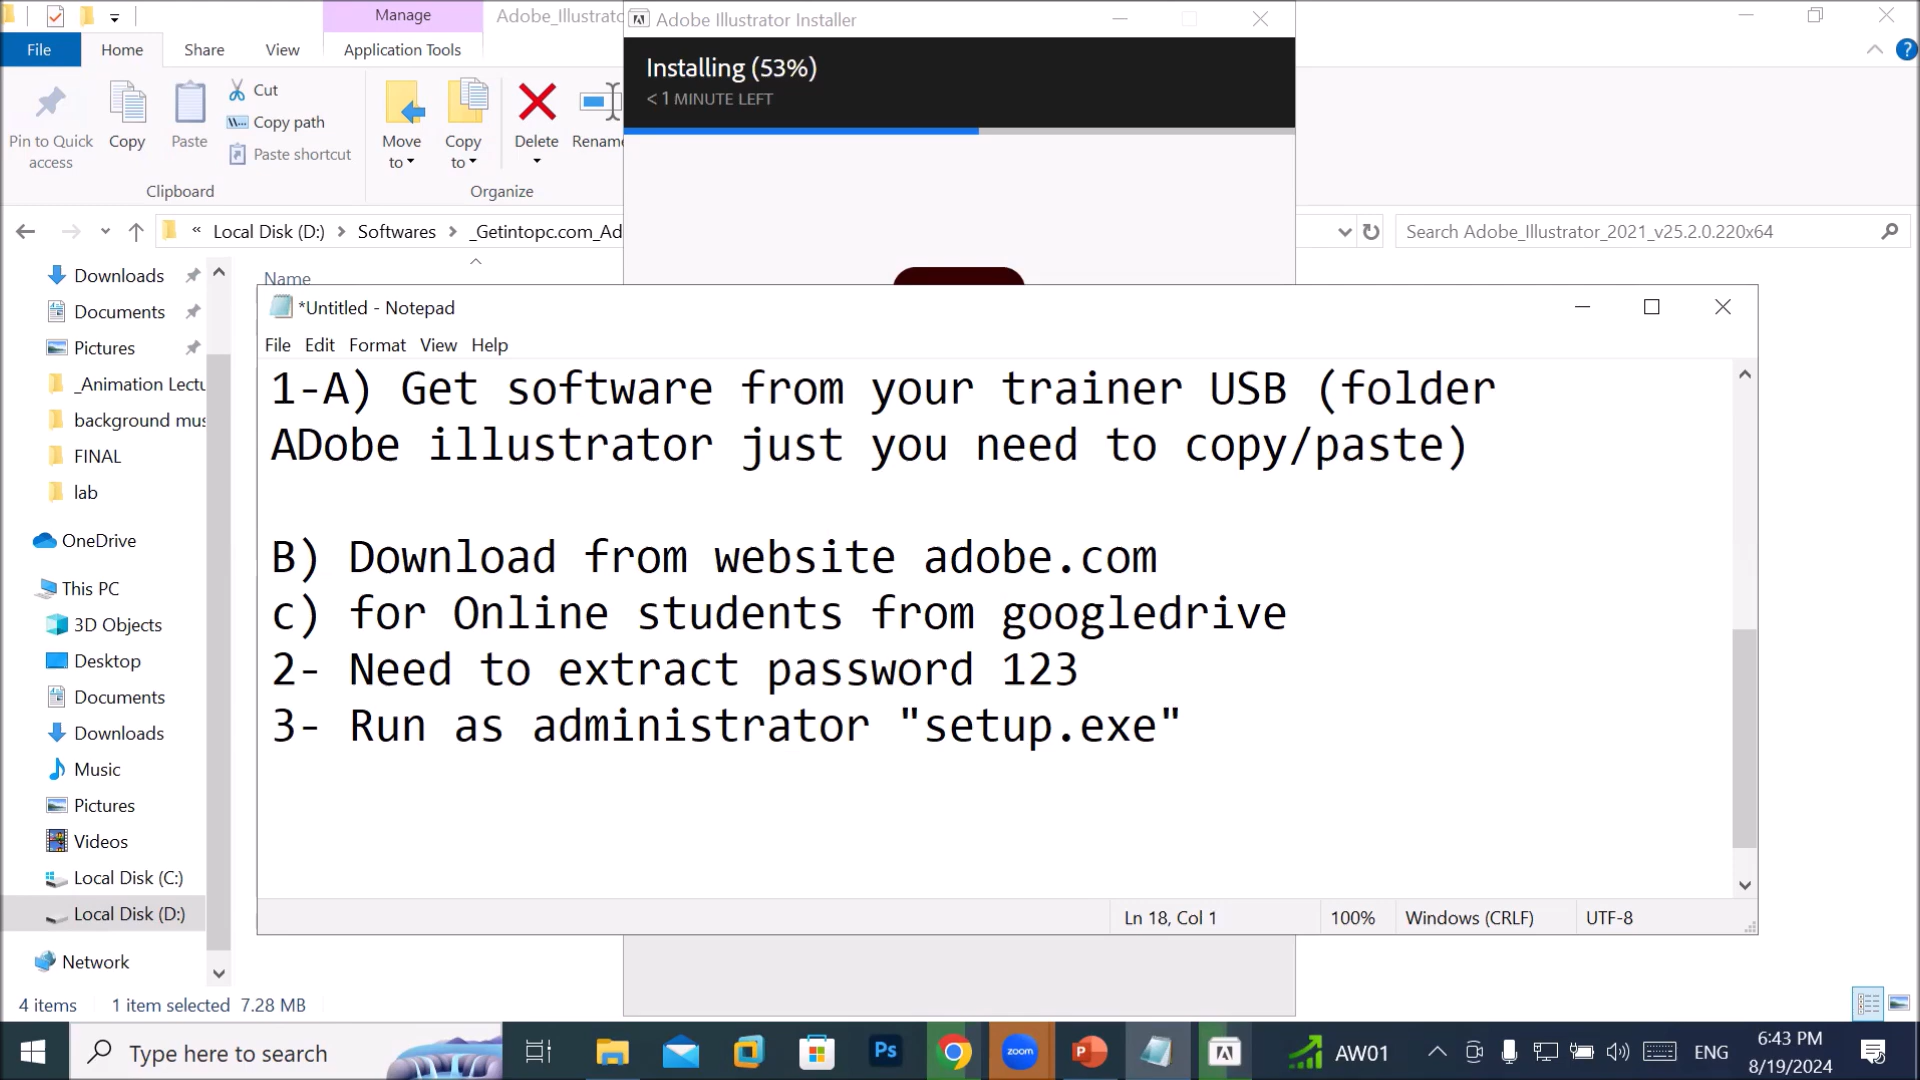 Manage
Adobe_Illustrato
Adobe Illustrator Installer
File
Home
Share
View
Application Tools
Installing (53%)
< 1 MINUTE LEFT
Pin to Quick access
Copy
Paste
Cut
Copy path
Paste shortcut
Move to
Copy to
Delete
Rename
Clipboard
Organize
« Local Disk (D:) > Softwares > _Getintopc.com_Ad
Search Adobe_Illustrator_2021_v25.2.0.220x64
Downloads
Documents
Pictures
_Animation Lectu
background mus
FINAL
lab
OneDrive
This PC
3D Objects
Desktop
Documents
Downloads
Music
Pictures
Videos
Local Disk (C:)
Local Disk (D:)
Network
Name
*Untitled - Notepad
File Edit Format View Help
1-A) Get software from your trainer USB (folder
ADobe illustrator just you need to copy/paste)
B) Download from website adobe.com
c) for Online students from googledrive
2- Need to extract password 123
3- Run as administrator "setup.exe"
Ln 18, Col 1
100%
Windows (CRLF)
UTF-8
4 items
1 item selected 7.28 MB
Type here to search
Ps
zoom
AW01
ENG
6:43 PM
8/19/2024